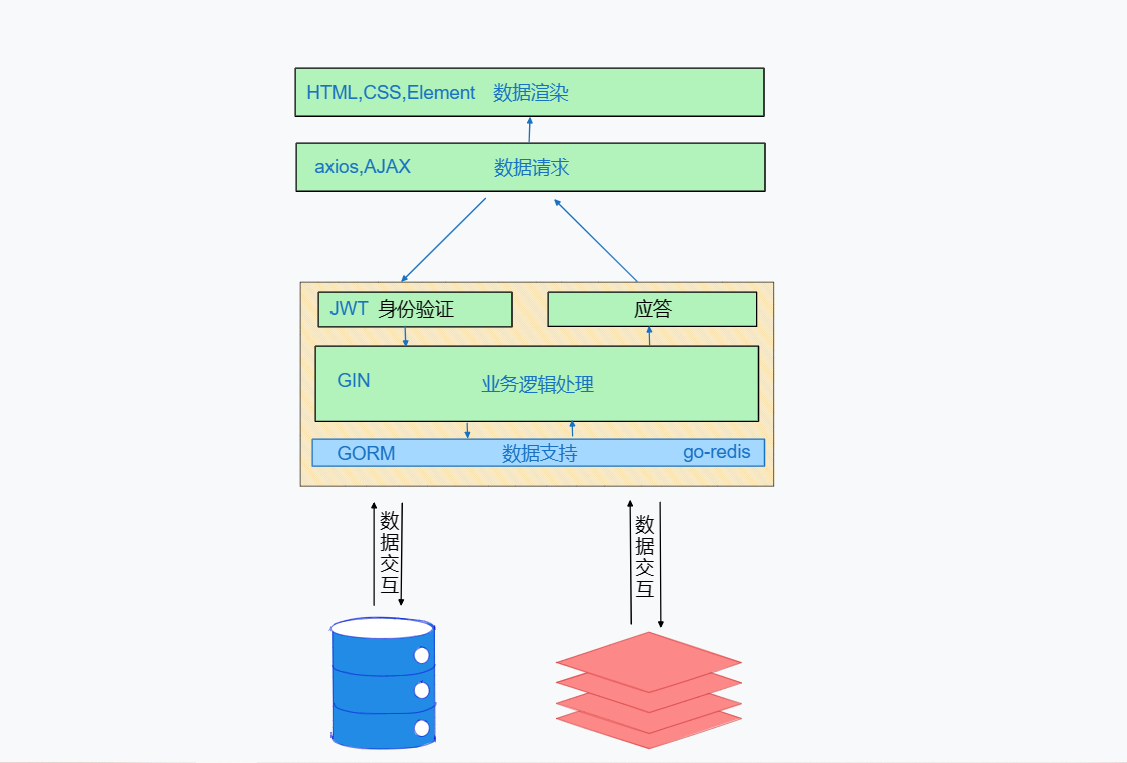 HTML,CSS,Element 数据渲染
axios,AJAX 数据请求
JWT 身份验证
应答
GIN 业务逻辑处理
GORM 数据支持 go-redis
数据交互
数据交互